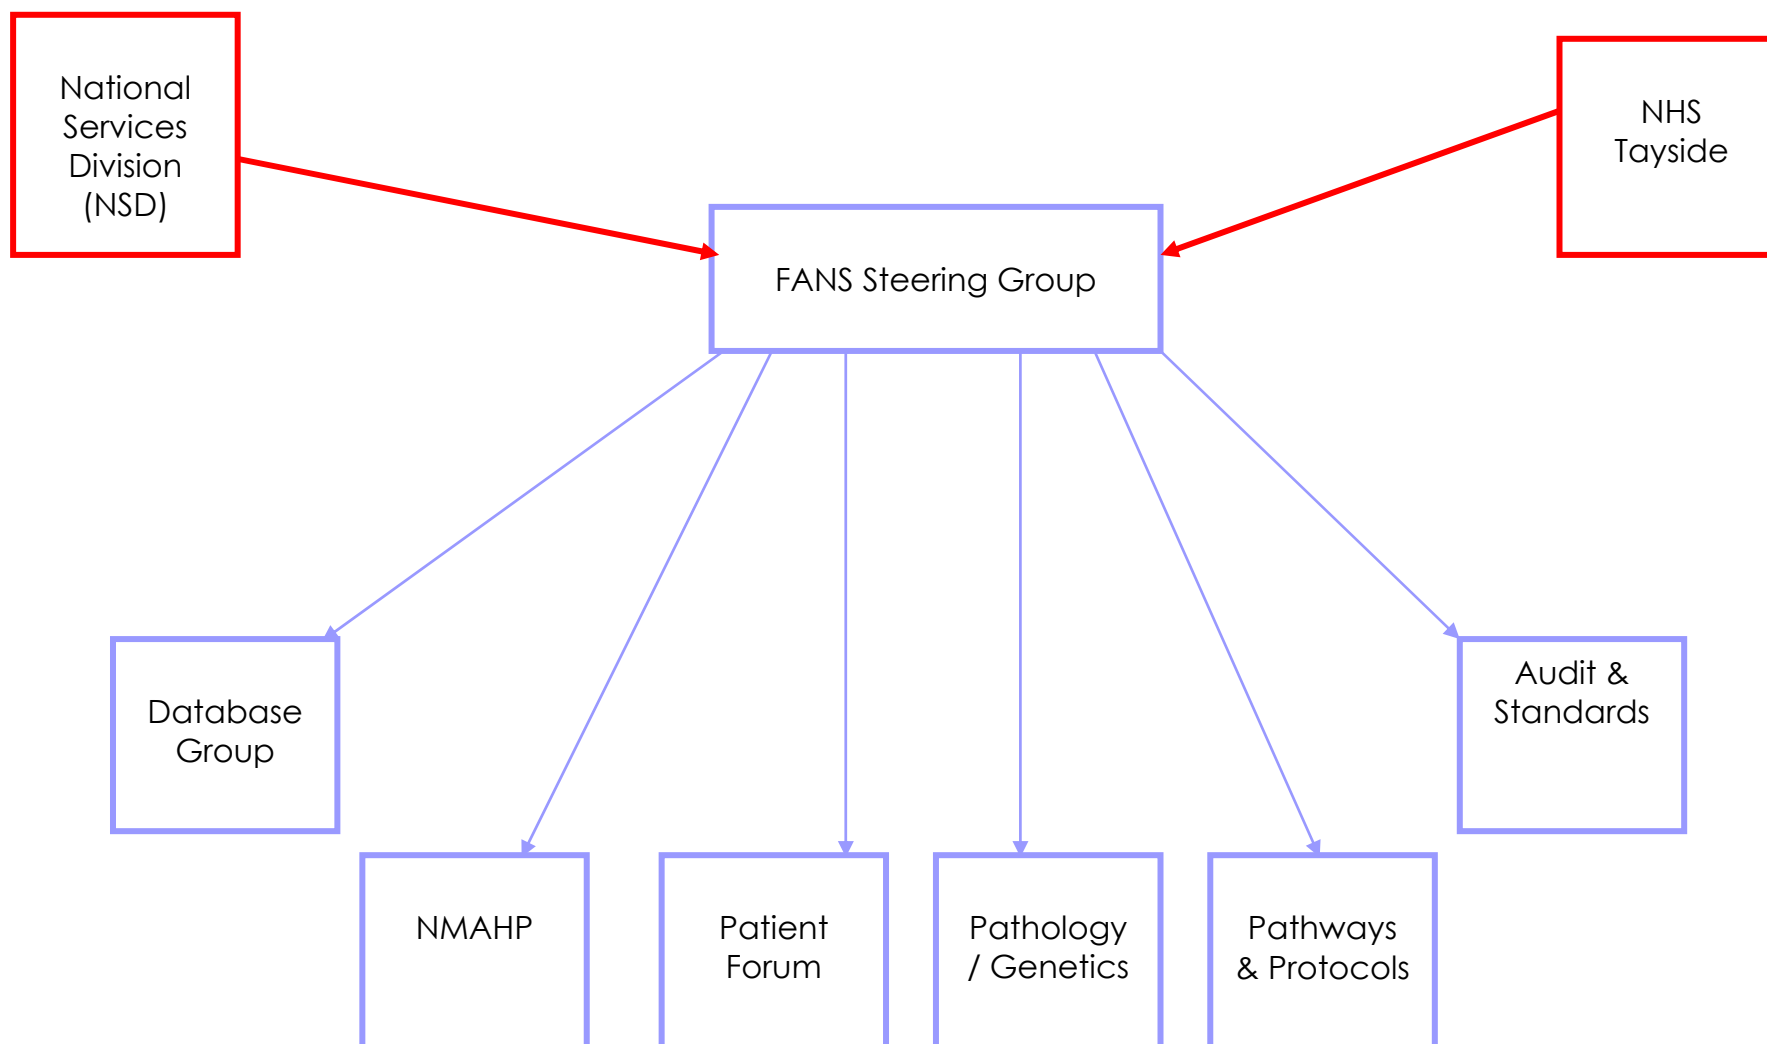 National
Services
Division
(NSD)
NHS
Tayside
FANS Steering Group
Database
Group
Audit &
Standards
NMAHP
Patient
Forum
Pathology
/ Genetics
Pathways
& Protocols